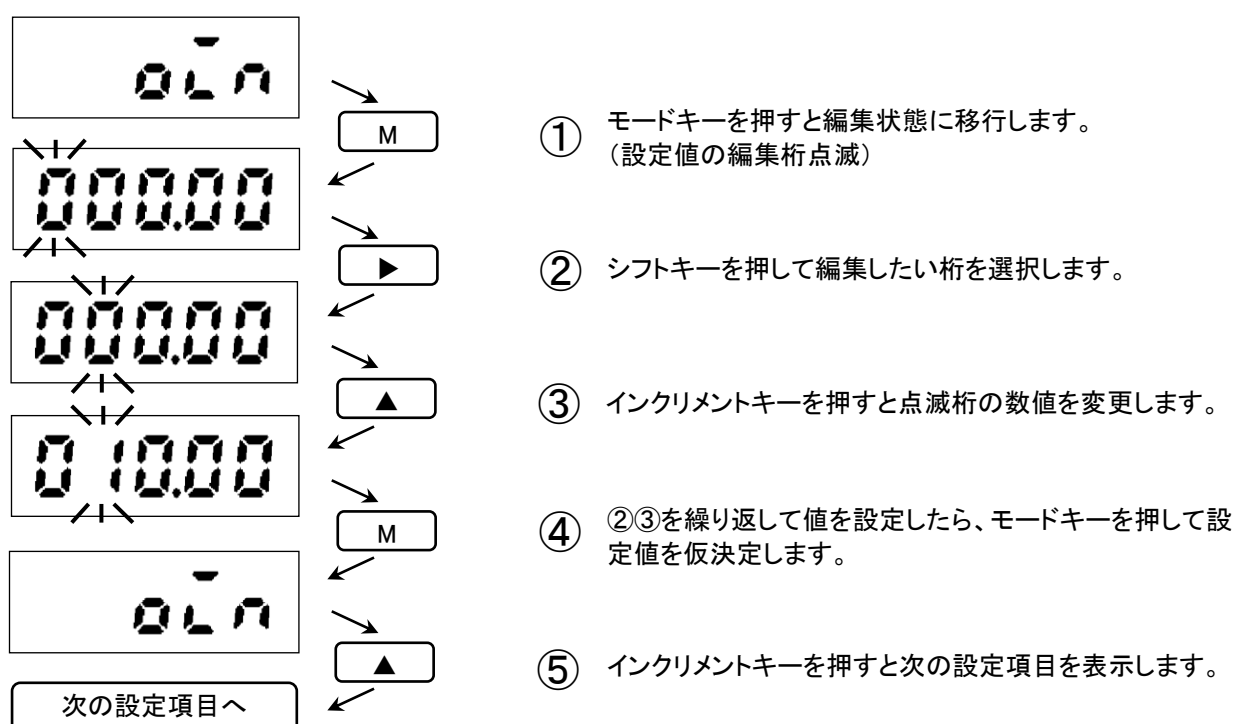 M
① モードキーを押すと編集状態に移行します。
（設定値の編集桁点滅）
000.00
▶
② シフトキーを押して編集したい桁を選択します。
000.00
▲
③ インクリメントキーを押すと点滅桁の数値を変更します。
010.00
M
④ ②③を繰り返して値を設定したら、モードキーを押して設
定値を仮決定します。
▲
⑤ インクリメントキーを押すと次の設定項目を表示します。
次の設定項目へ